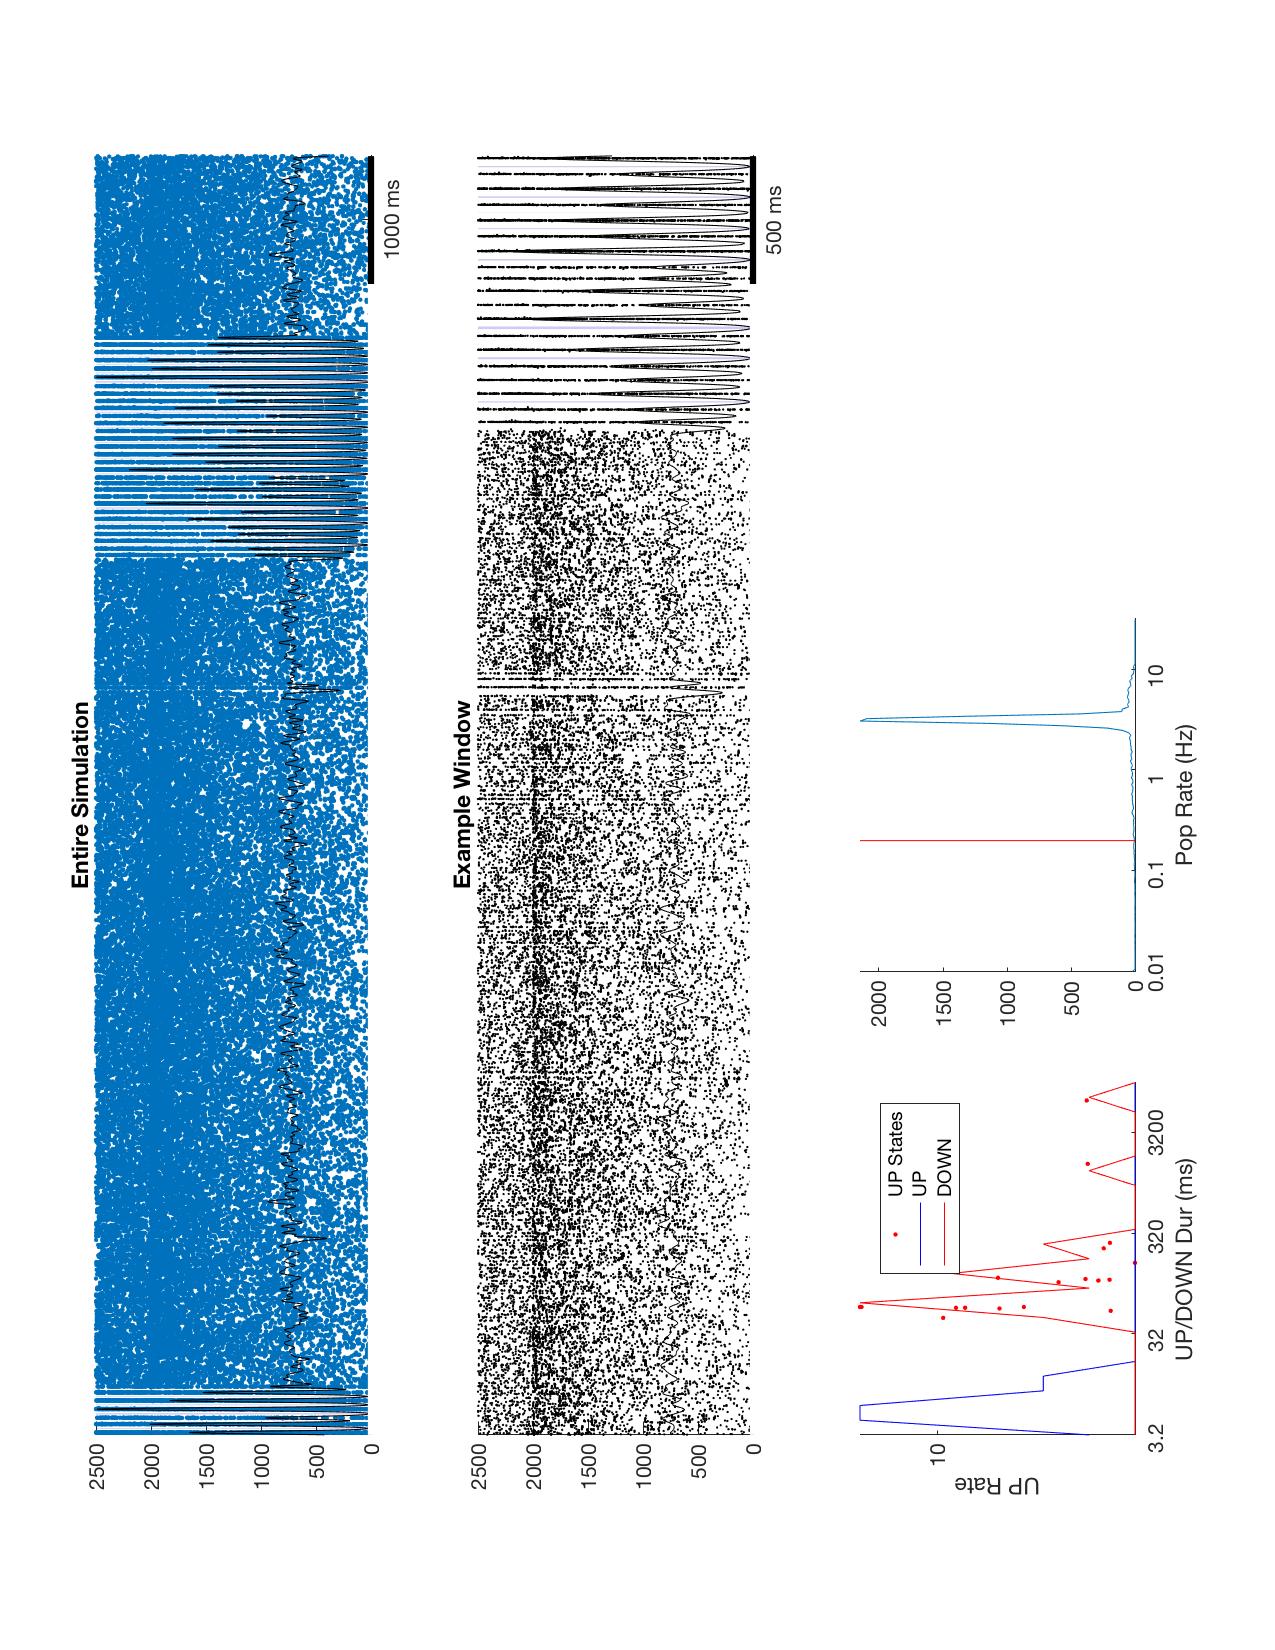 Entire Simulation
2500
2000
1500
1000
500
0
1000 ms
Example Window
2500
2000
1500
1000
500
0
500 ms
UP Rate
10
UP States
UP
DOWN
3.2 32 320 3200
UP/DOWN Dur (ms)
2000
1500
1000
500
0
0.01 0.1 1 10
Pop Rate (Hz)